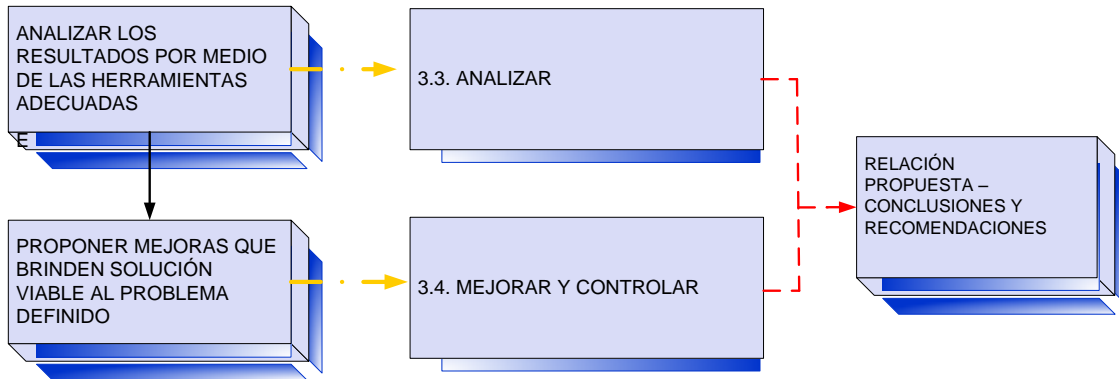 ANALIZAR LOS
RESULTADOS POR MEDIO
DE LAS HERRAMIENTAS
ADECUADAS
E
3.3. ANALIZAR
RELACIÓN
PROPUESTA –
CONCLUSIONES Y
RECOMENDACIONES
PROPONER MEJORAS QUE
BRINDEN SOLUCIÓN
VIABLE AL PROBLEMA
DEFINIDO
3.4. MEJORAR Y CONTROLAR